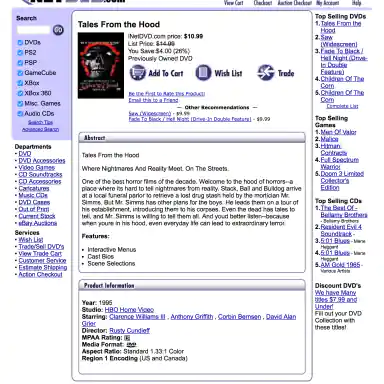 View Cart Checkout Auction Checkout My Account
Search
DVDs
PS2
PSP
GameCube
XBox
XBox 360
Misc. Games
Audio CDs
Search Tips
Advanced Search
Departments
• DVD
• DVD Accessories
• Video Games
• CD Soundtracks
• CD Accessories
• Caricatures
• Music CDs
• DVD Cases
• Out of Print
• Current Stock
• eBay Auctions
Services
• Wish List
• Trade/Sell DVD's
• View Trade Cart
• Customer Service
• Estimate Shipping
• Action Checkout
Tales From the Hood
iNetDVD.com price: $10.99
List Price: $14.99
You Save:$4.00 (26%)
Previously Owned DVD
Add To Cart
Wish List
Trade
Be the First to Rate this Product!
Email this to a Friend
Other Recommendations
Saw (Widescreen) - $9.99
Fade To Black / Hell Night (Drive-In Double Feature) - $9.99
Abstract
Tales From the Hood
Where Nightmares And Reality Meet. On The Streets.
One of the best horror films of the decade. Welcome to the hood of horrors--a
place where its hard to tell nightmares from reality. Stack, Ball and Bulldog arrive
at a local funeral parlor to retrieve a lost drug stash held by the mortician Mr.
Simms. But Mr. Simms has other plans for the boys. He leads them on a tour of
his establishment, introducing them to his corpses. Even the dead has tales to
tell, and Mr. Simms is willing to tell them all. And youd better listen--because
when youre in his hood, even everyday life can lead to extraordinary terror.
Features:
• Interactive Menus
• Cast Bios
• Scene Selections
Product Information
Year: 1995
Studio: HBO Home Video
Starring: Clarence Williams III , Anthony Griffith , Corbin Bernsen , David Alan
Grier
Director: Rusty Cundieff
MPAA Rating: R
Media Format: DVD
Aspect Ratio: Standard 1.33:1 Color
Region 1 Encoding (US and Canada)
Top Selling DVDs
1. Tales From the
Hood
2. Saw
(Widescreen)
3. Fade To Black /
Hell Night (Drive-
In Double
Feature)
4. Children Of The
Corn
5. Children Of The
Corn
Complete List
Top Selling
Games
1. Men Of Valor
2. Malice
3. Hitman:
Contracts
4. Full Spectrum
Warrior
5. Doom 3 Limited
Collector's
Edition
Top Selling CDs
1. The Best Of -
Bellamy Brothers
- Bellamy Brothers
2. Resident Evil 4
Soundtrack -
3. 5:01 Blues - Merle
Haggard
4. 5:01 Blues - Merle
Haggard
5. AM Gold 1965 -
Various Artists
Discount DVD's
We have Many
titles $7.99 and
Under!
Fill out your DVD
Collection with
these titles!